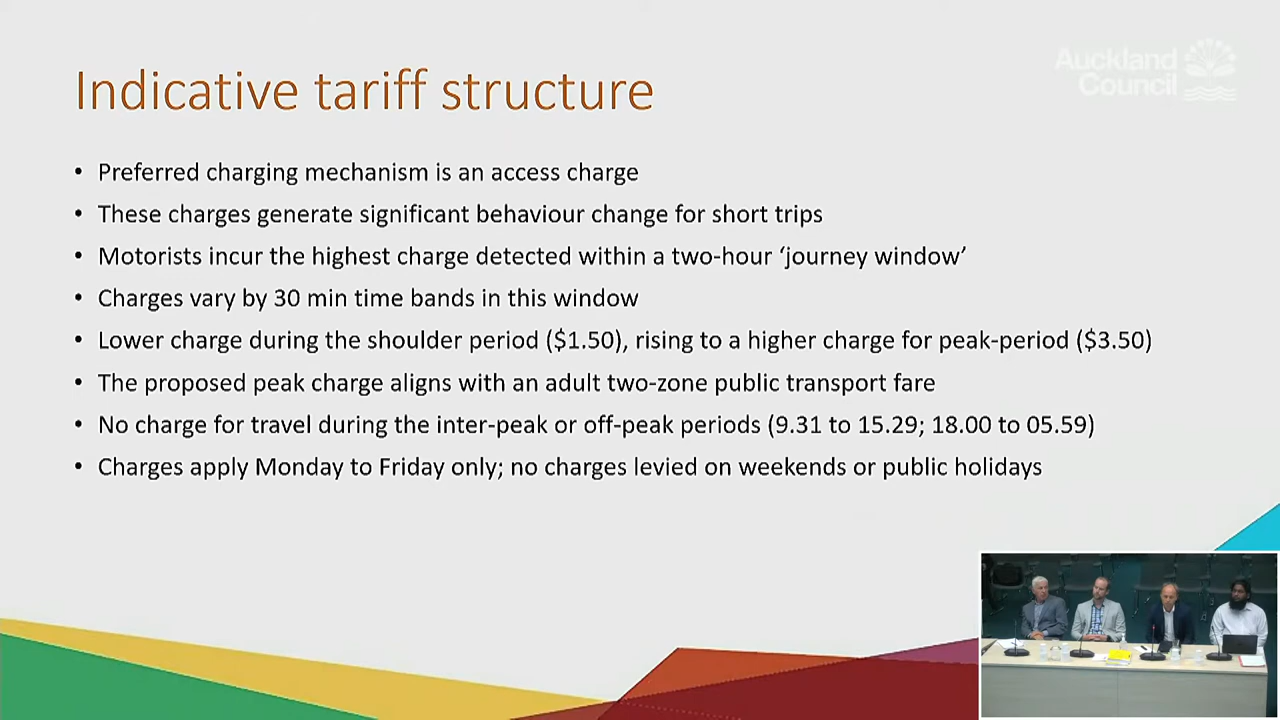 Auckland
Council
Indicative tariff structure
• Preferred charging mechanism is an access charge
• These charges generate significant behaviour change for short trips
• Motorists incur the highest charge detected within a two-hour ‘journey window’
• Charges vary by 30 min time bands in this window
• Lower charge during the shoulder period ($1.50), rising to a higher charge for peak-period ($3.50)
• The proposed peak charge aligns with an adult two-zone public transport fare
• No charge for travel during the inter-peak or off-peak periods (9.31 to 15.29; 18.00 to 05.59)
• Charges apply Monday to Friday only; no charges levied on weekends or public holidays